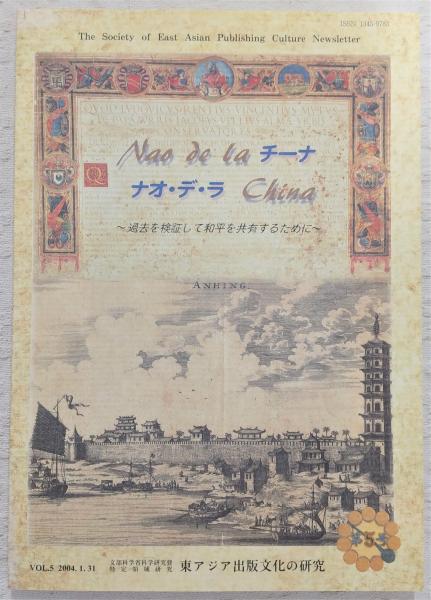 ISSN 1345-9783
The Society of East Asian Publishing Culture Newsletter
CONSERVATORES
Nao de la チーナ
ナオ・デ・ラ China
～過去を検証して和平を共有するために～
ANHING.
第5号
VOL.5 2004.1.31
文部科学省科学研究費
特定領域研究
東アジア出版文化の研究